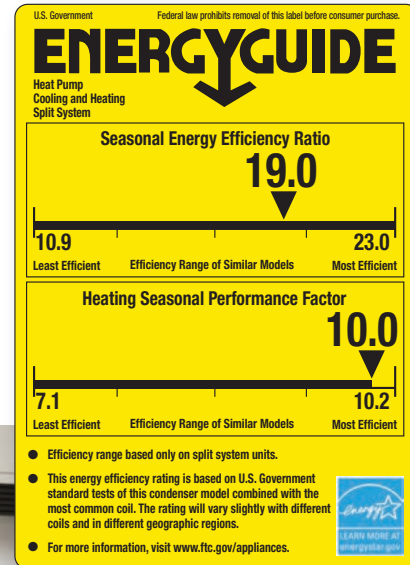 U.S. Government Federal law prohibits removal of this label before consumer purchase.
ENERGYGUIDE
Heat Pump
Cooling and Heating
Split System
Seasonal Energy Efficiency Ratio
19.0
10.9 23.0
Least Efficient Efficiency Range of Similar Models Most Efficient
Heating Seasonal Performance Factor
10.0
7.1 10.2
Least Efficient Efficiency Range of Similar Models Most Efficient
● Efficiency range based only on split system units.
● This energy efficiency rating is based on U.S. Government
standard tests of this condenser model combined with the
most common coil. The rating will vary slightly with different
coils and in different geographic regions.
● For more information, visit www.ftc.gov/appliances.
energy
LEARN MORE AT
energystar.gov